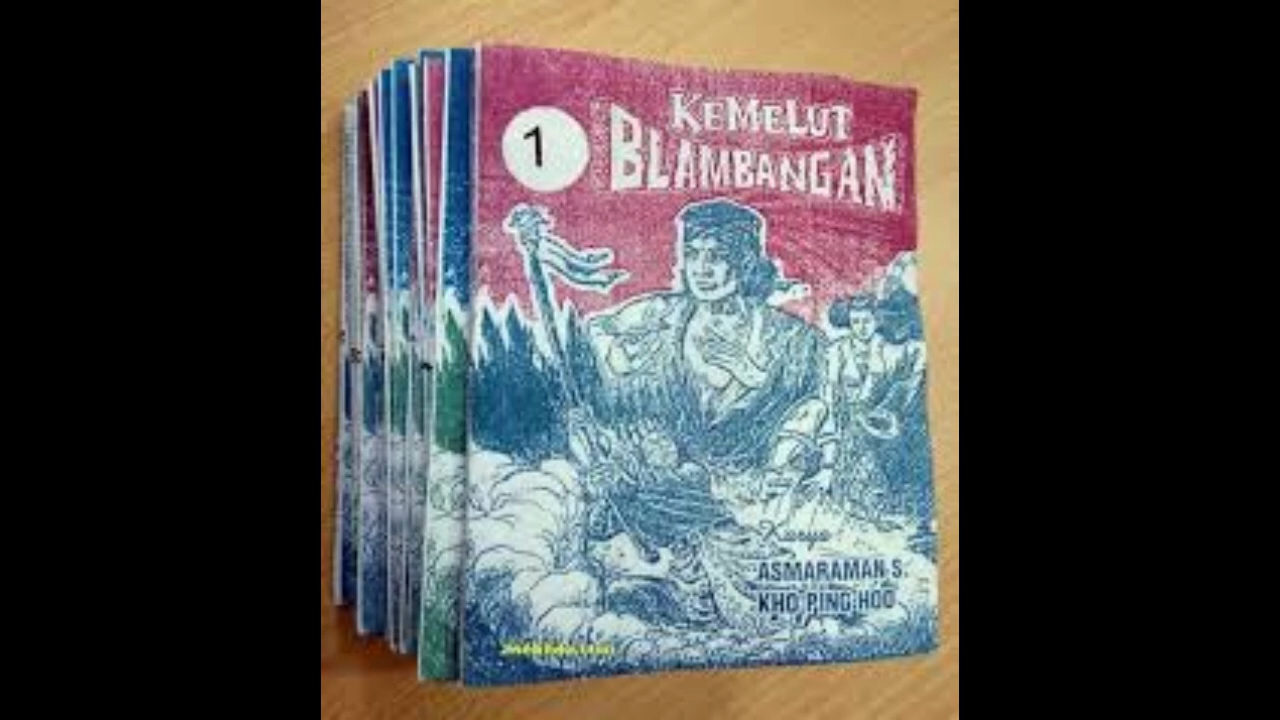 1
KEMELUT
BLAMBANGAN
Karya
ASMARAMAN S.
KHO PING HOO